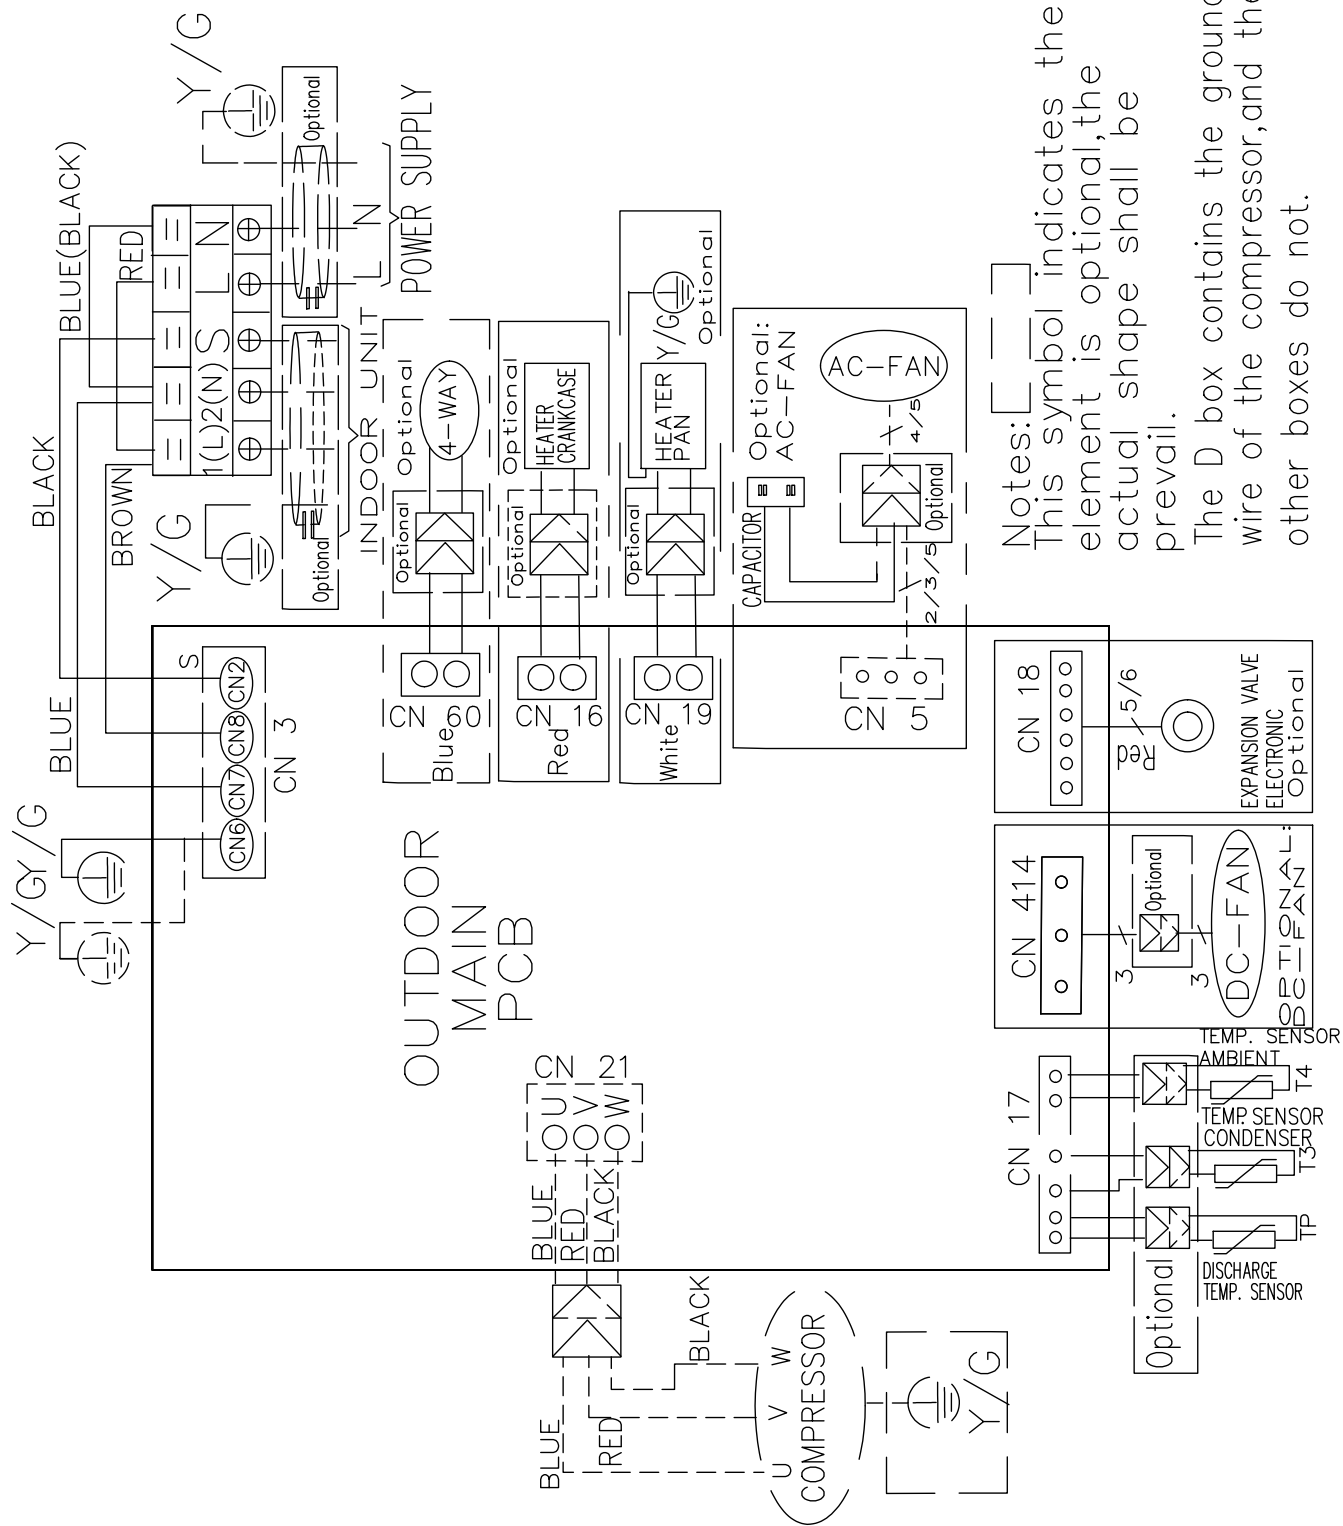 Y/G
Y/G
BLUE
BLACK
BROWN
BLUE(BLACK)
RED
1(L)
2(N)
S
L
N
Y/G
Optional
Optional
Y/G
INDOOR UNIT
L
N
POWER SUPPLY
S
CN6
CN7
CN8
CN2
CN 3
OUTDOOR
MAIN
PCB
CN 60
Blue
Optional
Optional
4-WAY
CN 16
Red
Optional
Optional
HEATER
CRANKCASE
CN 19
White
Optional
HEATER
PAN
Y/G
Optional
CN 5
2/3/5
CAPACITOR
Optional
4/5
Optional:
AC-FAN
AC-FAN
CN 21
U
V
W
BLUE
RED
BLACK
BLUE
RED
BLACK
U
V
W
COMPRESSOR
Y/G
CN 17
Optional
TP
DISCHARGE
TEMP. SENSOR
T3
TEMP. SENSOR
CONDENSER
T4
TEMP. SENSOR
AMBIENT
CN 414
3
Optional
3
DC-FAN
OPTIONAL:
DC-FAN
CN 18
5/6
Red
EXPANSION VALVE
ELECTRONIC
Optional
Notes:
This symbol indicates the
element is optional,the
actual shape shall be
prevail.
The D box contains the ground
wire of the compressor,and the
other boxes do not.